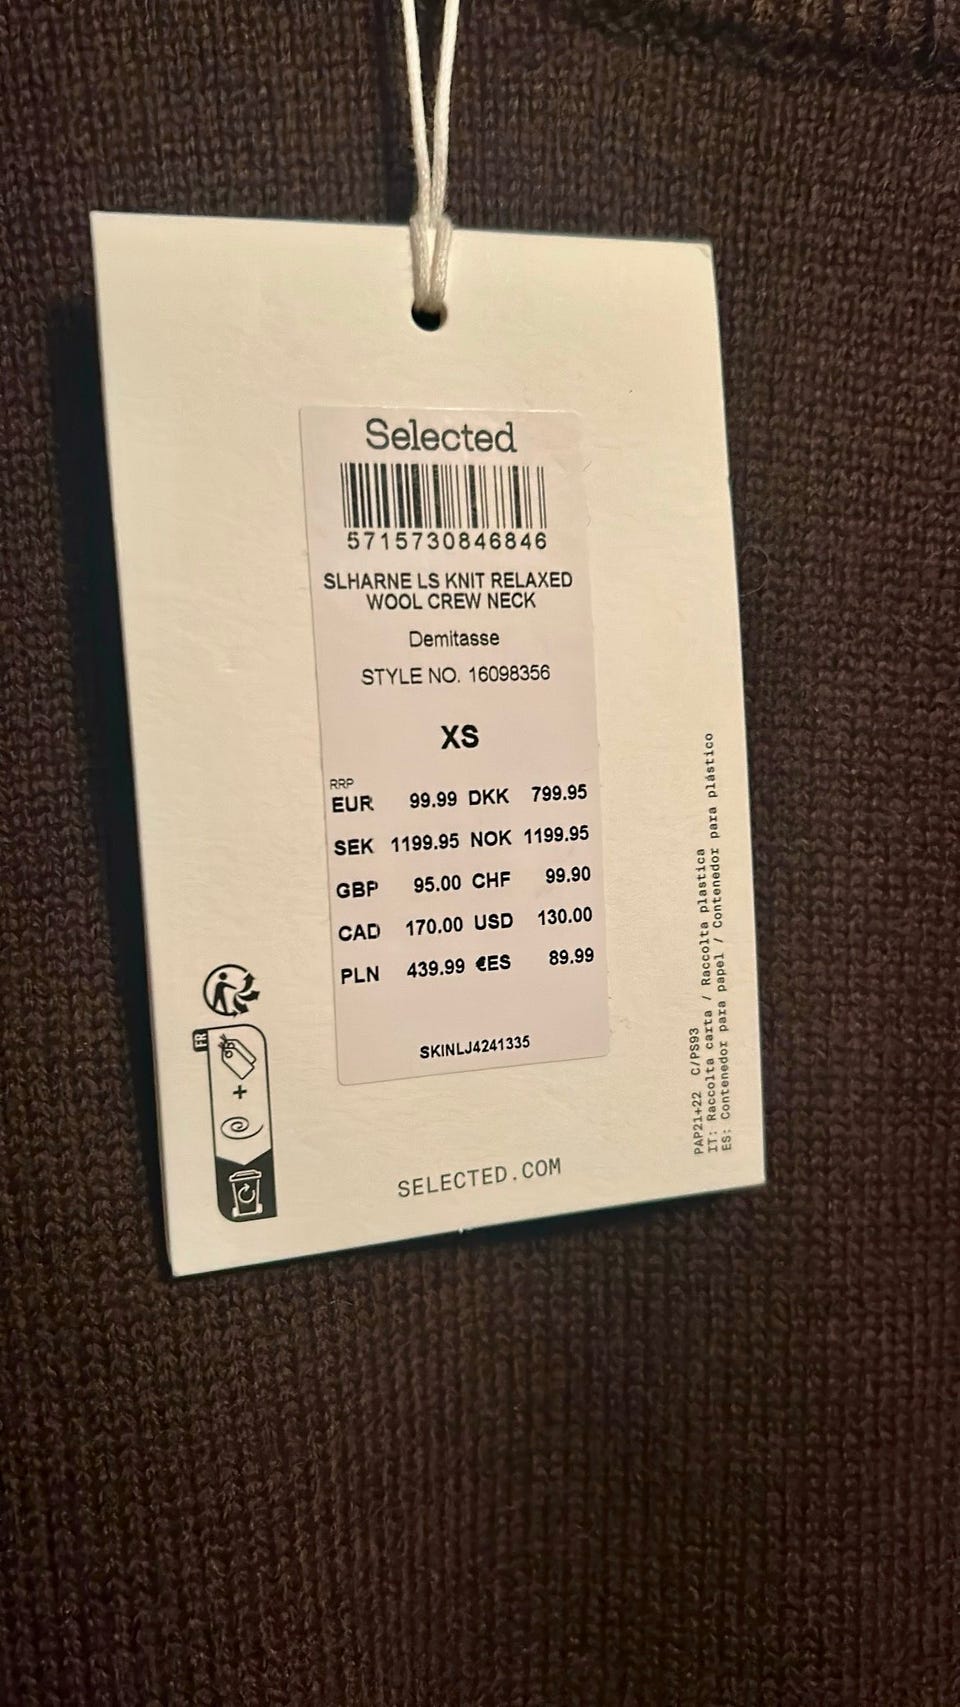 Selected
5715730846846
SLHARNE LS KNIT RELAXED
WOOL CREW NECK
Demitasse
STYLE NO. 16098356
XS
RRP
EUR 99.99 DKK 799.95
SEK 1199.95 NOK 1199.95
GBP 95.00 CHF 99.90
CAD 170.00 USD 130.00
PLN 439.99 €ES 89.99
SKINLJ4241335
FR
SELECTED.COM
PAP21+22 C/PS93
IT: Raccolta carta / Raccolta plastica
ES: Contenedor para papel / Contenedor para plástico